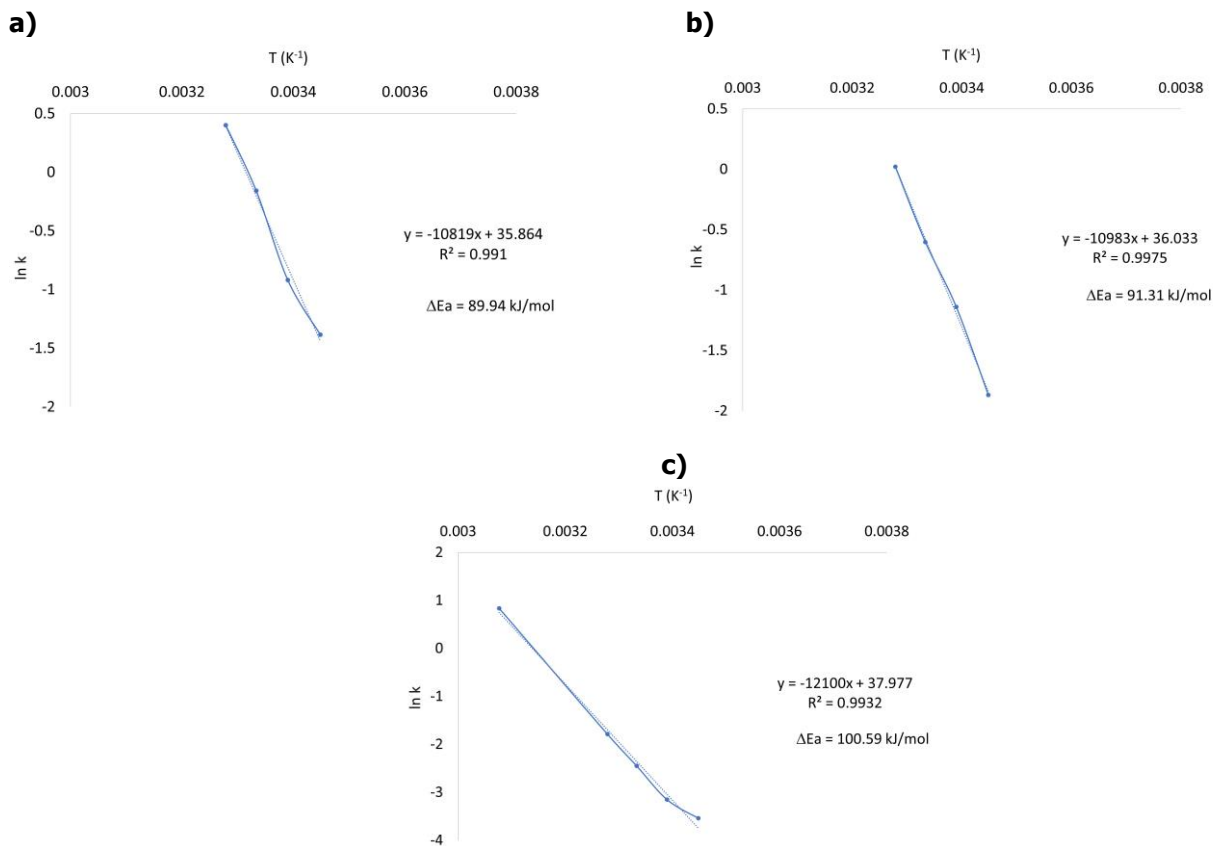 a)
T (K⁻¹)
0.003 0.0032 0.0034 0.0036 0.0038
0.5
0
-0.5
-1
-1.5
-2
ln k
y = -10819x + 35.864
R² = 0.991
ΔEa = 89.94 kJ/mol
b)
T (K⁻¹)
0.003 0.0032 0.0034 0.0036 0.0038
0.5
0
-0.5
-1
-1.5
-2
ln k
y = -10983x + 36.033
R² = 0.9975
ΔEa = 91.31 kJ/mol
c)
T (K⁻¹)
0.003 0.0032 0.0034 0.0036 0.0038
2
1
0
-1
-2
-3
-4
ln k
y = -12100x + 37.977
R² = 0.9932
ΔEa = 100.59 kJ/mol